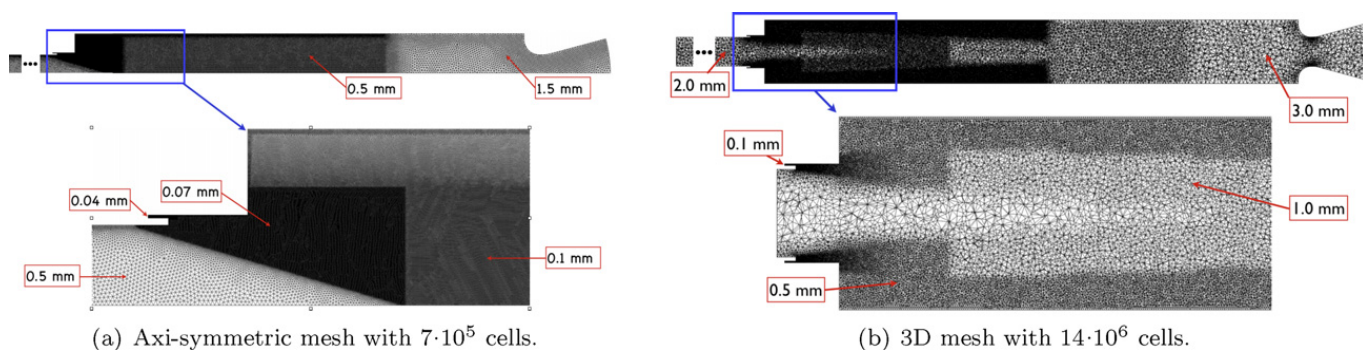 0.5 mm
1.5 mm
0.07 mm
0.04 mm
0.5 mm
0.1 mm
(a) Axi-symmetric mesh with 7·10⁵ cells.
2.0 mm
3.0 mm
0.1 mm
1.0 mm
0.5 mm
(b) 3D mesh with 14·10⁶ cells.